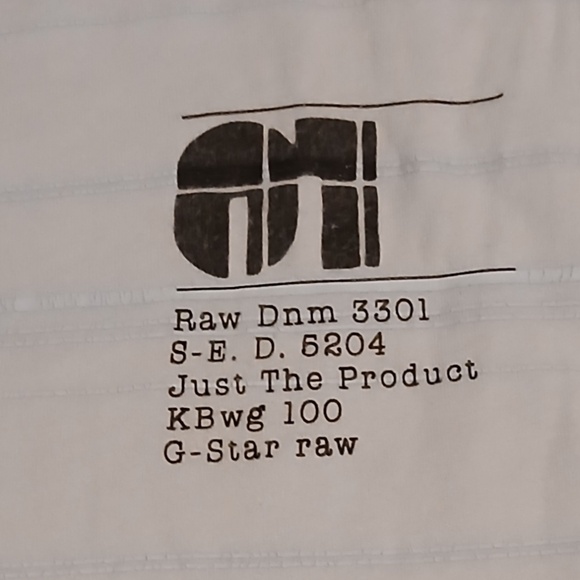 Raw Dnm 3301
S-E. D. 5204
Just The Product
KBwg 100
G-Star raw